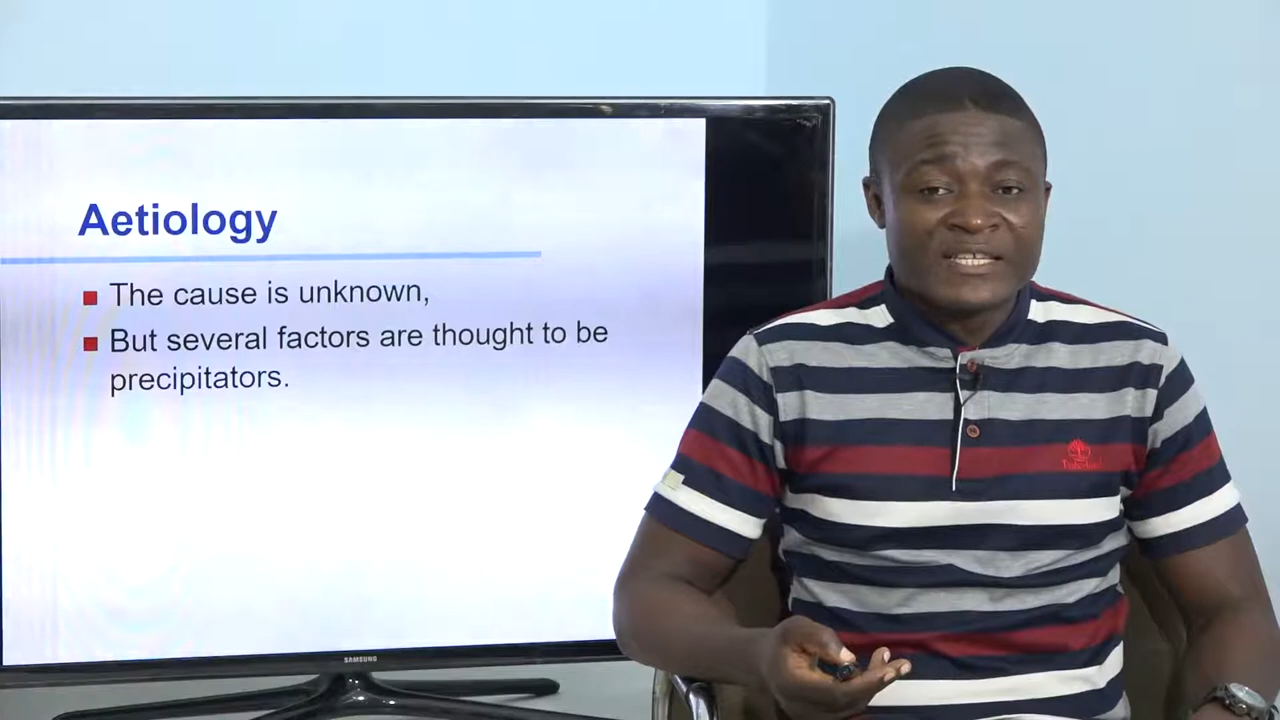 Aetiology
The cause is unknown,
But several factors are thought to be
precipitators.
SAMSUNG